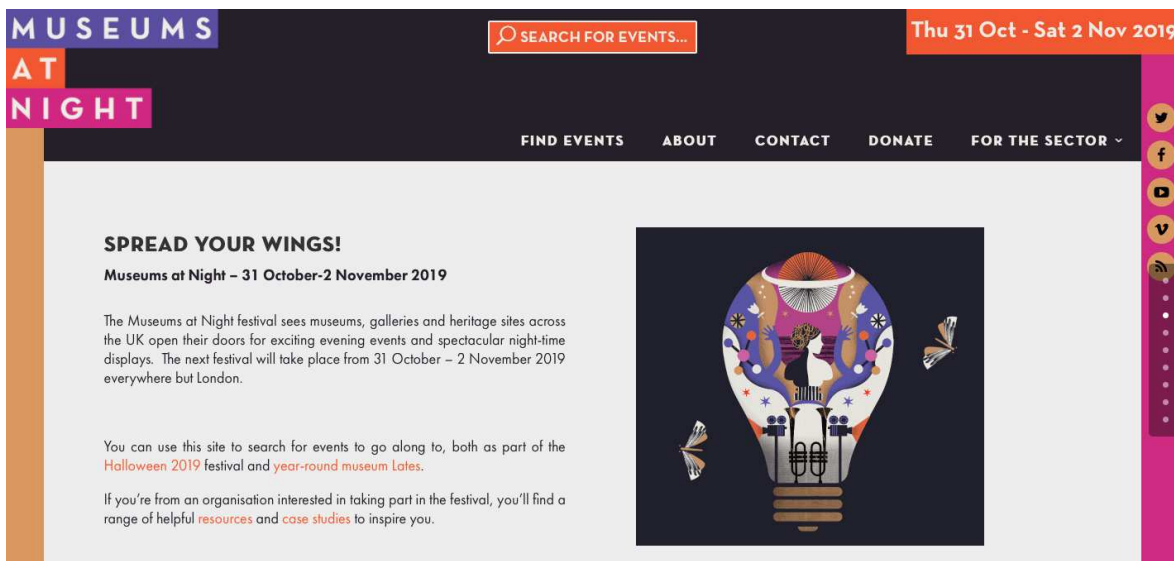 MUSEUMS
AT
NIGHT
SEARCH FOR EVENTS...
Thu 31 Oct - Sat 2 Nov 2019
FIND EVENTS ABOUT CONTACT DONATE FOR THE SECTOR
SPREAD YOUR WINGS!
Museums at Night – 31 October-2 November 2019
The Museums at Night festival sees museums, galleries and heritage sites across
the UK open their doors for exciting evening events and spectacular night-time
displays. The next festival will take place from 31 October – 2 November 2019
everywhere but London.
You can use this site to search for events to go along to, both as part of the
Halloween 2019 festival and year-round museum Lates.
If you're from an organisation interested in taking part in the festival, you'll find a
range of helpful resources and case studies to inspire you.